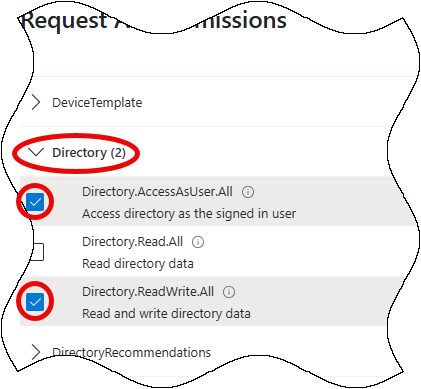 Request A missions
DeviceTemplate
Directory (2)
Directory.AccessAsUser.All
Access directory as the signed in user
Directory.Read.All
Read directory data
Directory.ReadWrite.All
Read and write directory data
DirectoryRecommendations